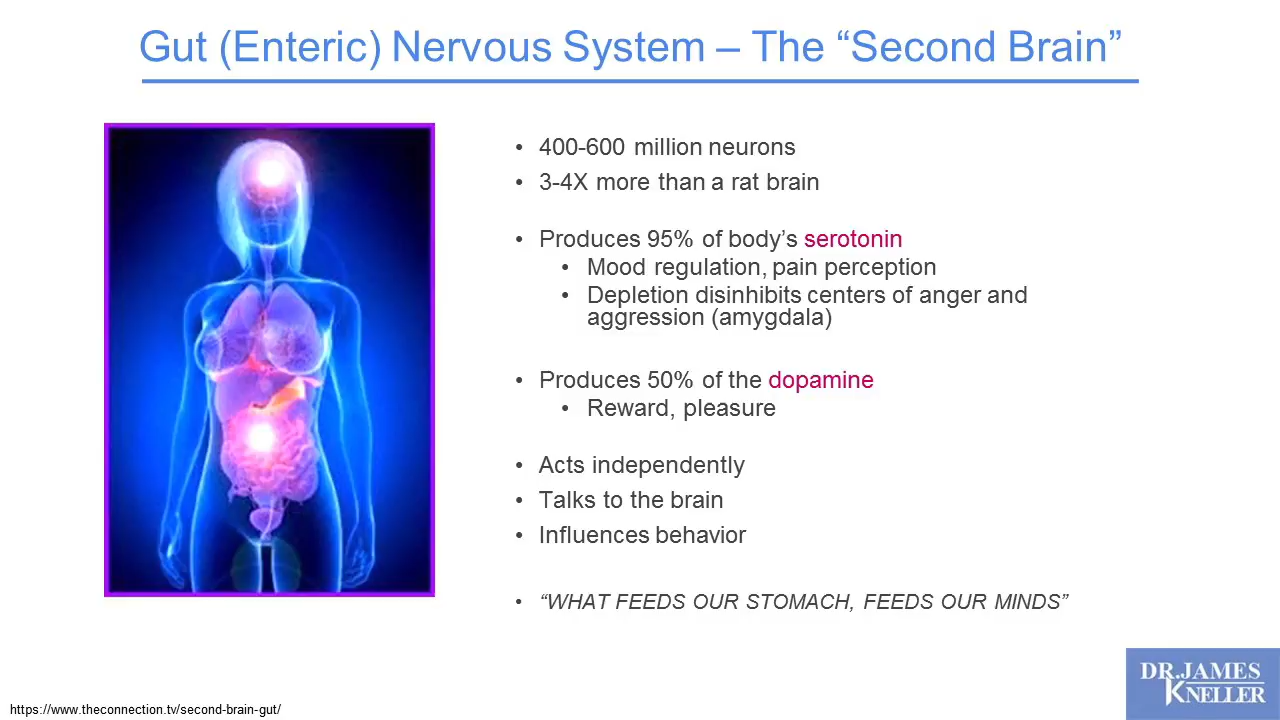 Gut (Enteric) Nervous System – The “Second Brain”
• 400-600 million neurons
• 3-4X more than a rat brain
• Produces 95% of body’s serotonin
• Mood regulation, pain perception
• Depletion disinhibits centers of anger and
aggression (amygdala)
• Produces 50% of the dopamine
• Reward, pleasure
• Acts independently
• Talks to the brain
• Influences behavior
• “WHAT FEEDS OUR STOMACH, FEEDS OUR MINDS”
DR.JAMES
KNELLER
https://www.theconnection.tv/second-brain-gut/